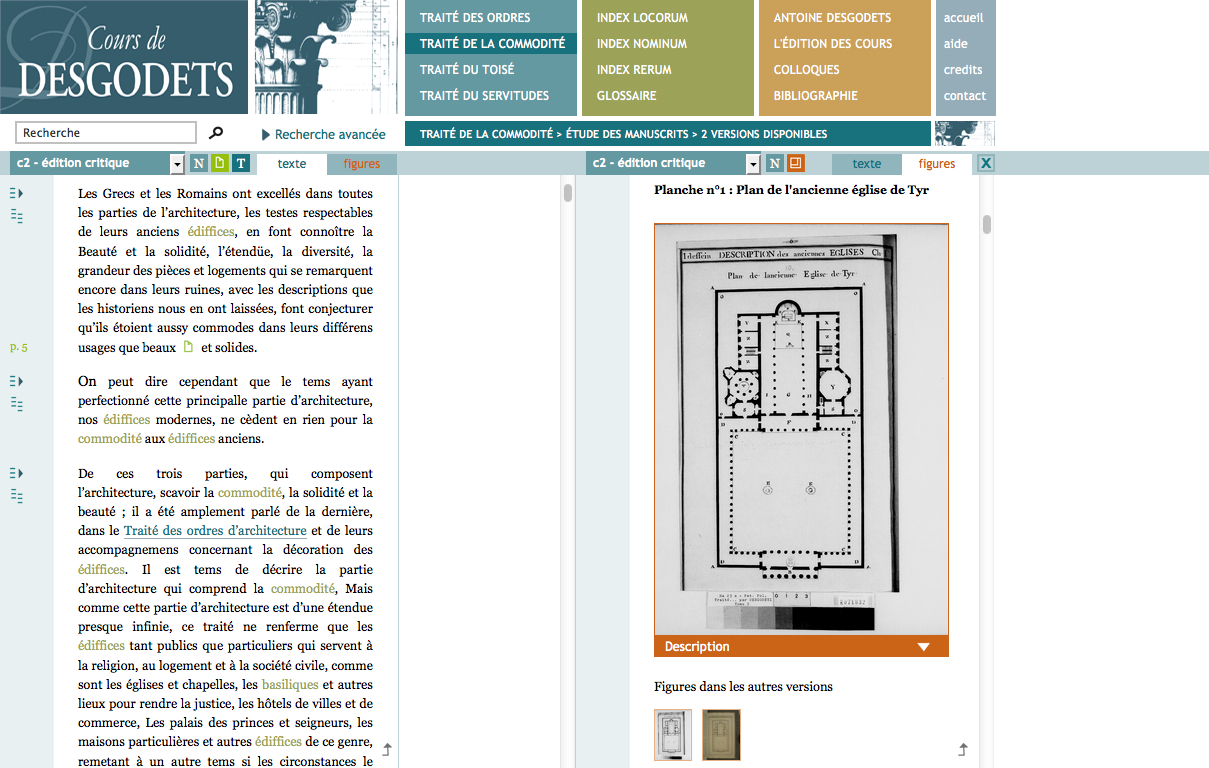 Cours de
DESGODETS
TRAITÉ DES ORDRES
TRAITÉ DE LA COMMODITÉ
TRAITÉ DU TOISÉ
TRAITÉ DU SERVITUDES
INDEX LOCORUM
INDEX NOMINUM
INDEX RERUM
GLOSSAIRE
ANTOINE DESGODETS
L'ÉDITION DES COURS
COLLOQUES
BIBLIOGRAPHIE
accueil
aide
credits
contact
Recherche
Recherche avancée
TRAITÉ DE LA COMMODITÉ > ÉTUDE DES MANUSCRITS > 2 VERSIONS DISPONIBLES
c2 - édition critique
N
T
texte
figures
Les Grecs et les Romains ont excellés dans toutes
les parties de l'architecture, les testes respectables
de leurs anciens édiffices, en font connoître la
Beauté et la solidité, l'étendüe, la diversité, la
grandeur des pièces et logements qui se remarquent
encore dans leurs ruines, avec les descriptions que
les historiens nous en ont laissées, font conjecturer
qu'ils étoient aussy commodes dans leurs différens
p. 5 usages que beaux et solides.
On peut dire cependant que le tems ayant
perfectionné cette principalle partie d'architecture,
nos édiffices modernes, ne cèdent en rien pour la
commodité aux édiffices anciens.
De ces trois parties, qui composent
l'architecture, scavoir la commodité, la solidité et la
beauté ; il a été amplement parlé de la dernière,
dans le Traité des ordres d'architecture et de leurs
accompagnemens concernant la décoration des
édiffices. Il est tems de décrire la partie
d'architecture qui comprend la commodité, Mais
comme cette partie d'architecture est d'une étendue
presque infinie, ce traité ne renferme que les
édiffices tant publics que particuliers qui servent à
la religion, au logement et à la société civile, comme
sont les églises et chapelles, les basiliques et autres
lieux pour rendre la justice, les hôtels de villes et de
commerce, Les palais des princes et seigneurs, les
maisons particulières et autres édiffices de ce genre,
remetant à un autre tems si les circonstances le
c2 - édition critique
N
texte
figures
X
Planche n°1 : Plan de l'ancienne église de Tyr
I dessein DESCRIPTION des anciennes EGLISES Ch I
Plan de lancienne Eglise de Tyr
Description
Figures dans les autres versions